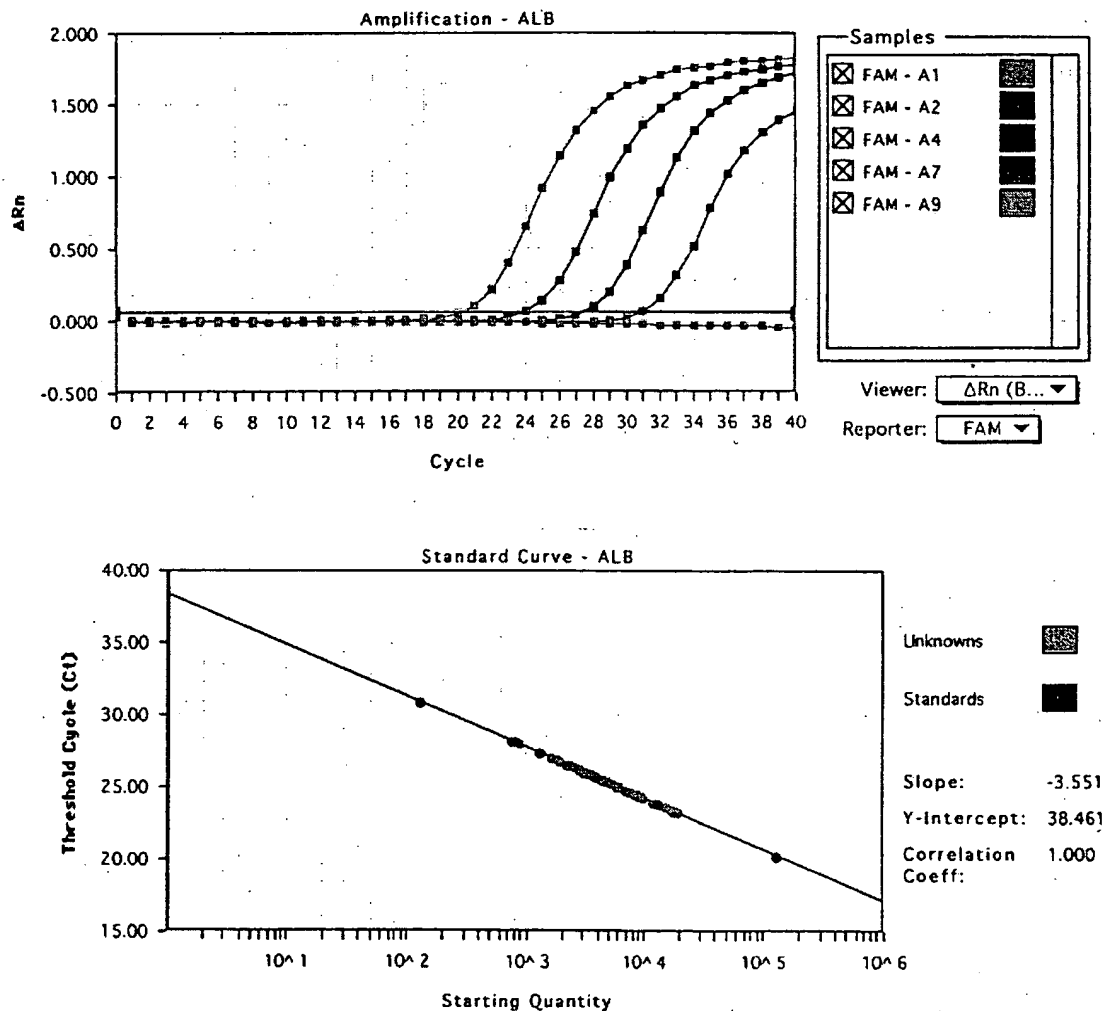 Amplification - ALB
2.000
1.500
1.000
0.500
0.000
-0.500
ΔRn
0 2 4 6 8 10 12 14 16 18 20 22 24 26 28 30 32 34 36 38 40
Cycle
Samples
FAM - A1
FAM - A2
FAM - A4
FAM - A7
FAM - A9
Viewer: ΔRn (B...
Reporter: FAM
Standard Curve - ALB
40.00
35.00
30.00
25.00
20.00
15.00
Threshold Cycle (Ct)
10^1 10^2 10^3 10^4 10^5 10^6
Starting Quantity
Unknowns
Standards
Slope: -3.551
Y-Intercept: 38.461
Correlation 1.000
Coeff: